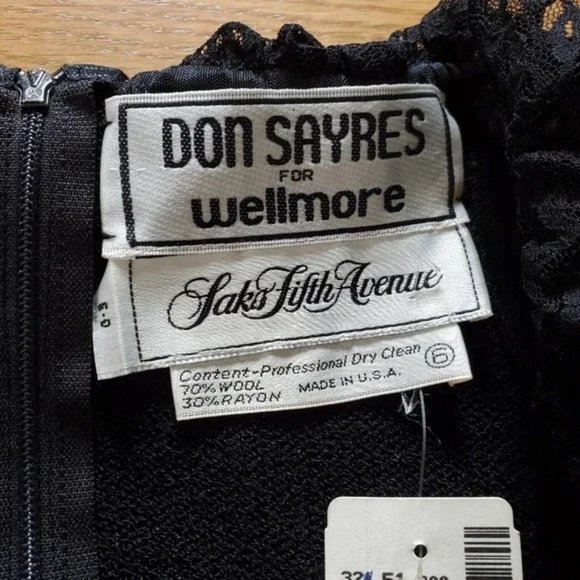 DON SAYRES
FOR
wellmore
Saks Fifth Avenue
Content-Professional Dry Clean 6
70% WOOL
30% RAYON MADE IN U.S.A.